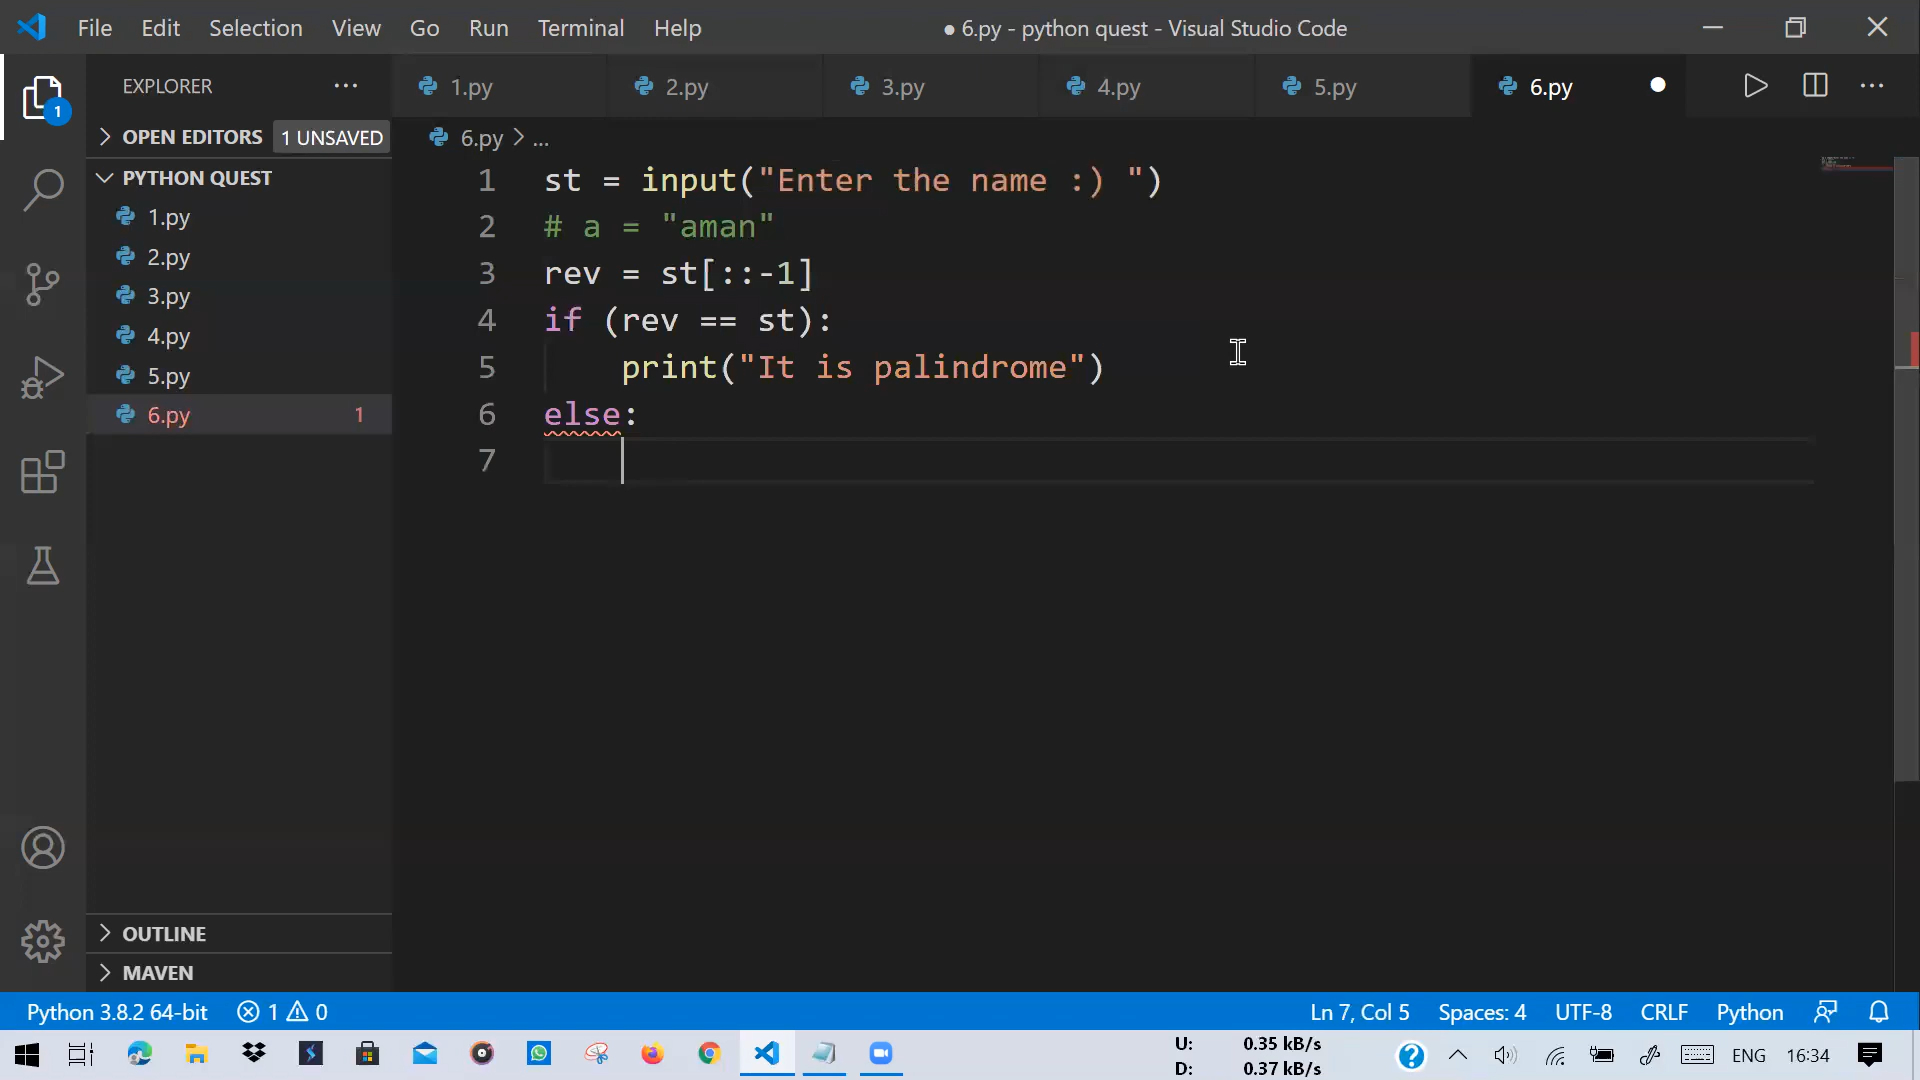 File Edit Selection View Go Run Terminal Help ● 6.py - python quest - Visual Studio Code
EXPLORER ··· 1.py 2.py 3.py 4.py 5.py 6.py ● ···
1
OPEN EDITORS 1 UNSAVED
6.py > ...
PYTHON QUEST
1.py
2.py
3.py
4.py
5.py
6.py 1
1 st = input("Enter the name :) ")
2 # a = "aman"
3 rev = st[::-1]
4 if (rev == st):
5 print("It is palindrome")
6 else:
7
OUTLINE
MAVEN
Python 3.8.2 64-bit 1 0 Ln 7, Col 5 Spaces: 4 UTF-8 CRLF Python
U: 0.35 kB/s
D: 0.37 kB/s
? ENG 16:34